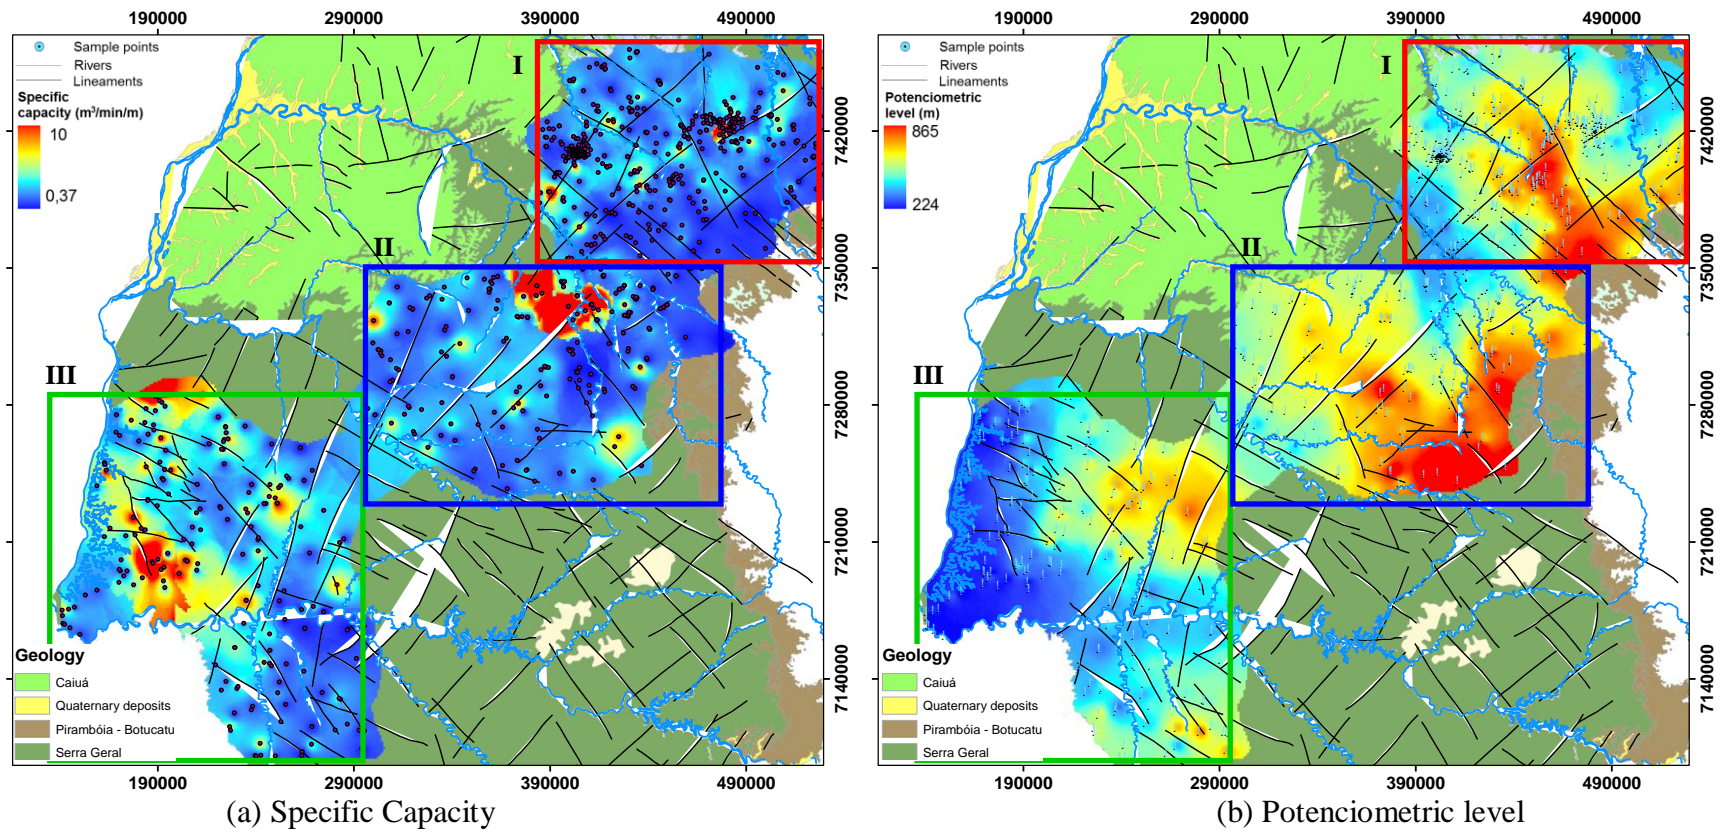 190000 290000 390000 490000
Sample points
Rivers
Lineaments
Specific
capacity (m³/min/m)
10
0,37
I
II
III
7420000
7350000
7280000
7210000
7140000
Geology
Caiuá
Quaternary deposits
Pirambóia - Botucatu
Serra Geral
190000 290000 390000 490000
(a) Specific Capacity
190000 290000 390000 490000
Sample points
Rivers
Lineaments
Potenciometric
level (m)
865
224
I
II
III
7420000
7350000
7280000
7210000
7140000
Geology
Caiuá
Quaternary deposits
Pirambóia - Botucatu
Serra Geral
190000 290000 390000 490000
(b) Potenciometric level